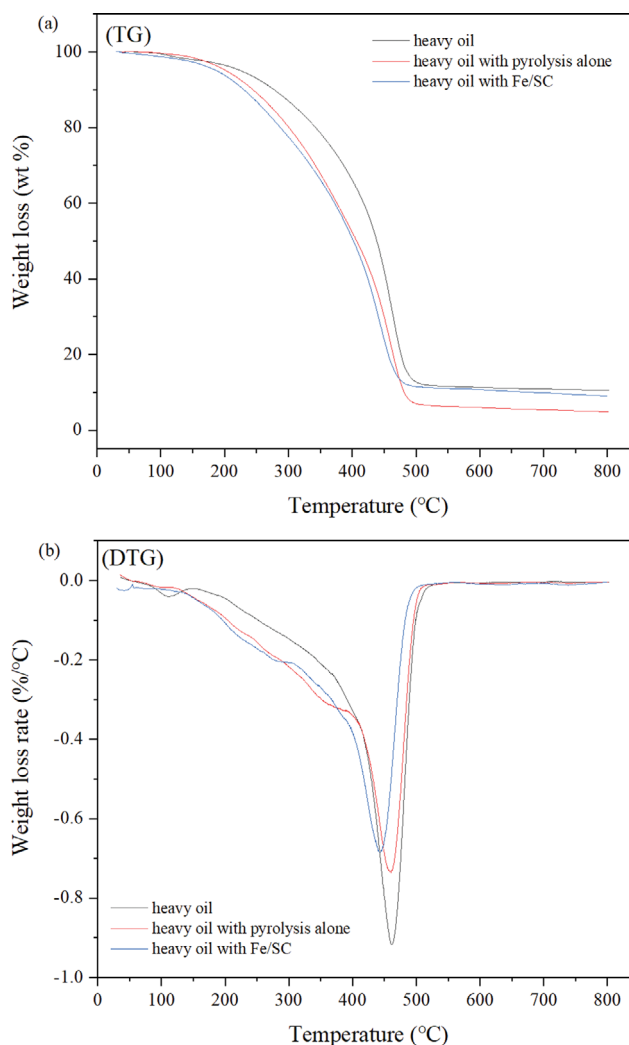 (a)
(TG)
heavy oil
heavy oil with pyrolysis alone
heavy oil with Fe/SC
100
80
60
40
20
0
Weight loss (wt %)
0 100 200 300 400 500 600 700 800
Temperature (°C)
(b)
(DTG)
0.0
-0.2
-0.4
-0.6
-0.8
-1.0
Weight loss rate (%/°C)
heavy oil
heavy oil with pyrolysis alone
heavy oil with Fe/SC
0 100 200 300 400 500 600 700 800
Temperature (°C)